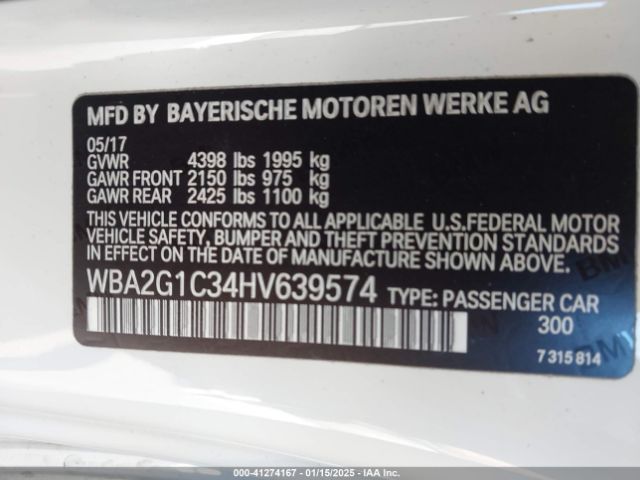 MFD BY BAYERISCHE MOTOREN WERKE AG
05/17
GVWR 4398 lbs 1995 kg
GAWR FRONT 2150 lbs 975 kg
GAWR REAR 2425 lbs 1100 kg
THIS VEHICLE CONFORMS TO ALL APPLICABLE U.S.FEDERAL MOTOR
VEHICLE SAFETY, BUMPER AND THEFT PREVENTION STANDARDS
IN EFFECT ON THE DATE OF MANUFACTURE SHOWN ABOVE.
WBA2G1C34HV639574 TYPE: PASSENGER CAR
300
7 315 814
BMW
COPART: 41274167 - 01/15/2025 - IAA, Inc.